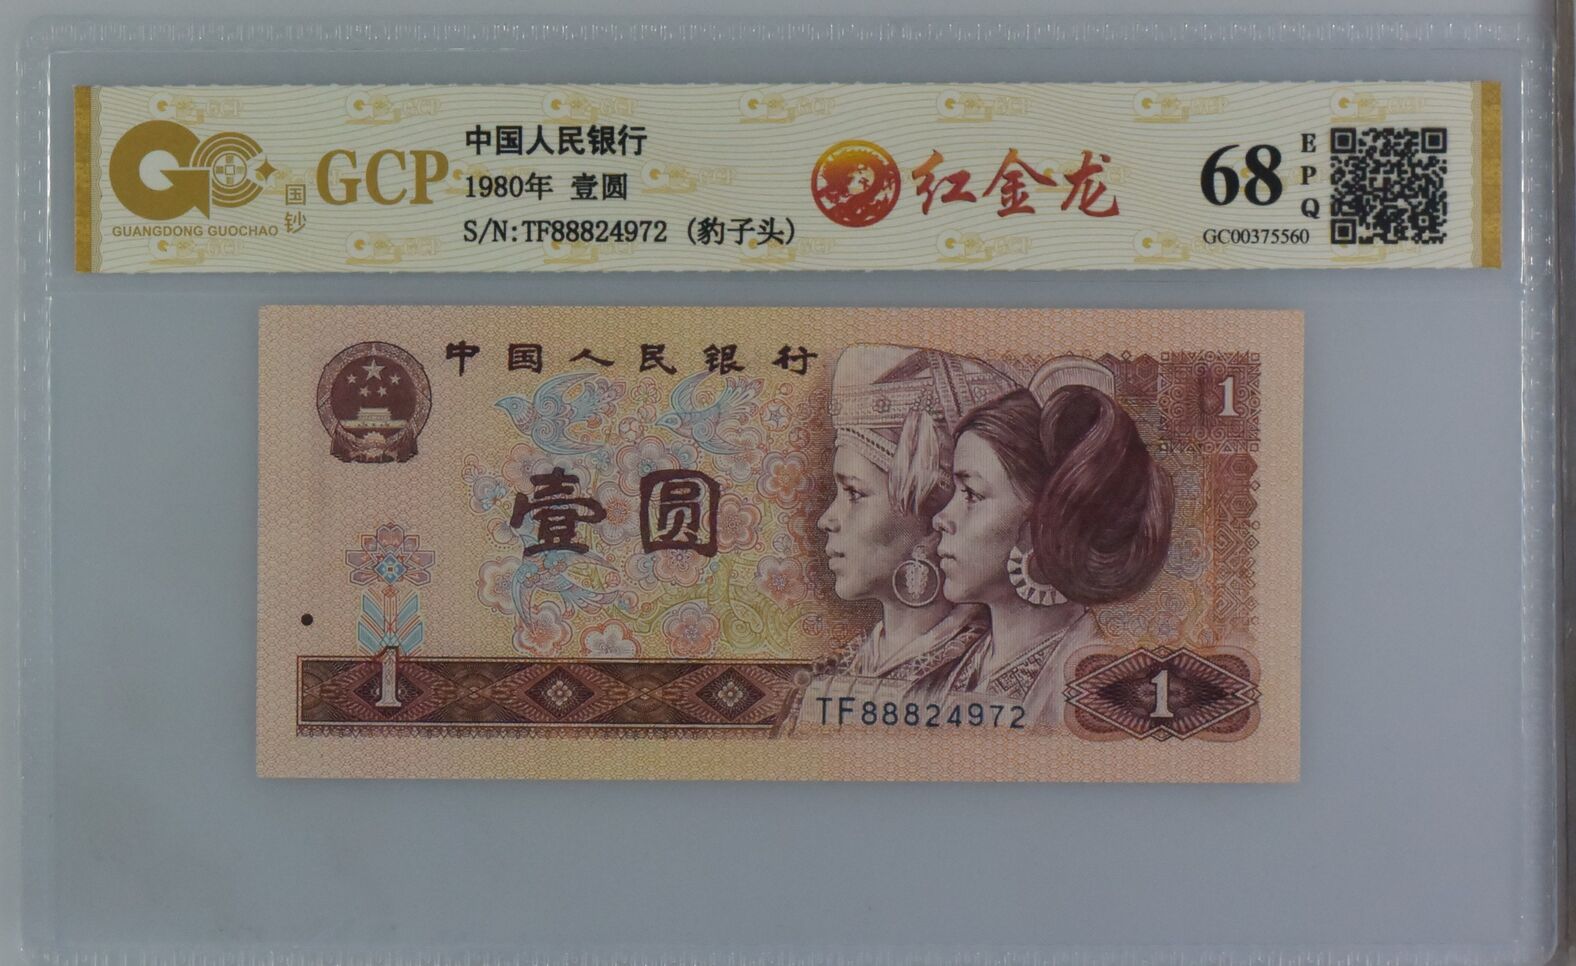 中国人民银行
GCP
1980年 壹圆
S/N:TF88824972 (豹子头)
国钞
GUANGDONG GUOCHAO
红金龙
68
EPQ
GC00375560
中国人民银行
1
壹圆
1
TF88824972
1